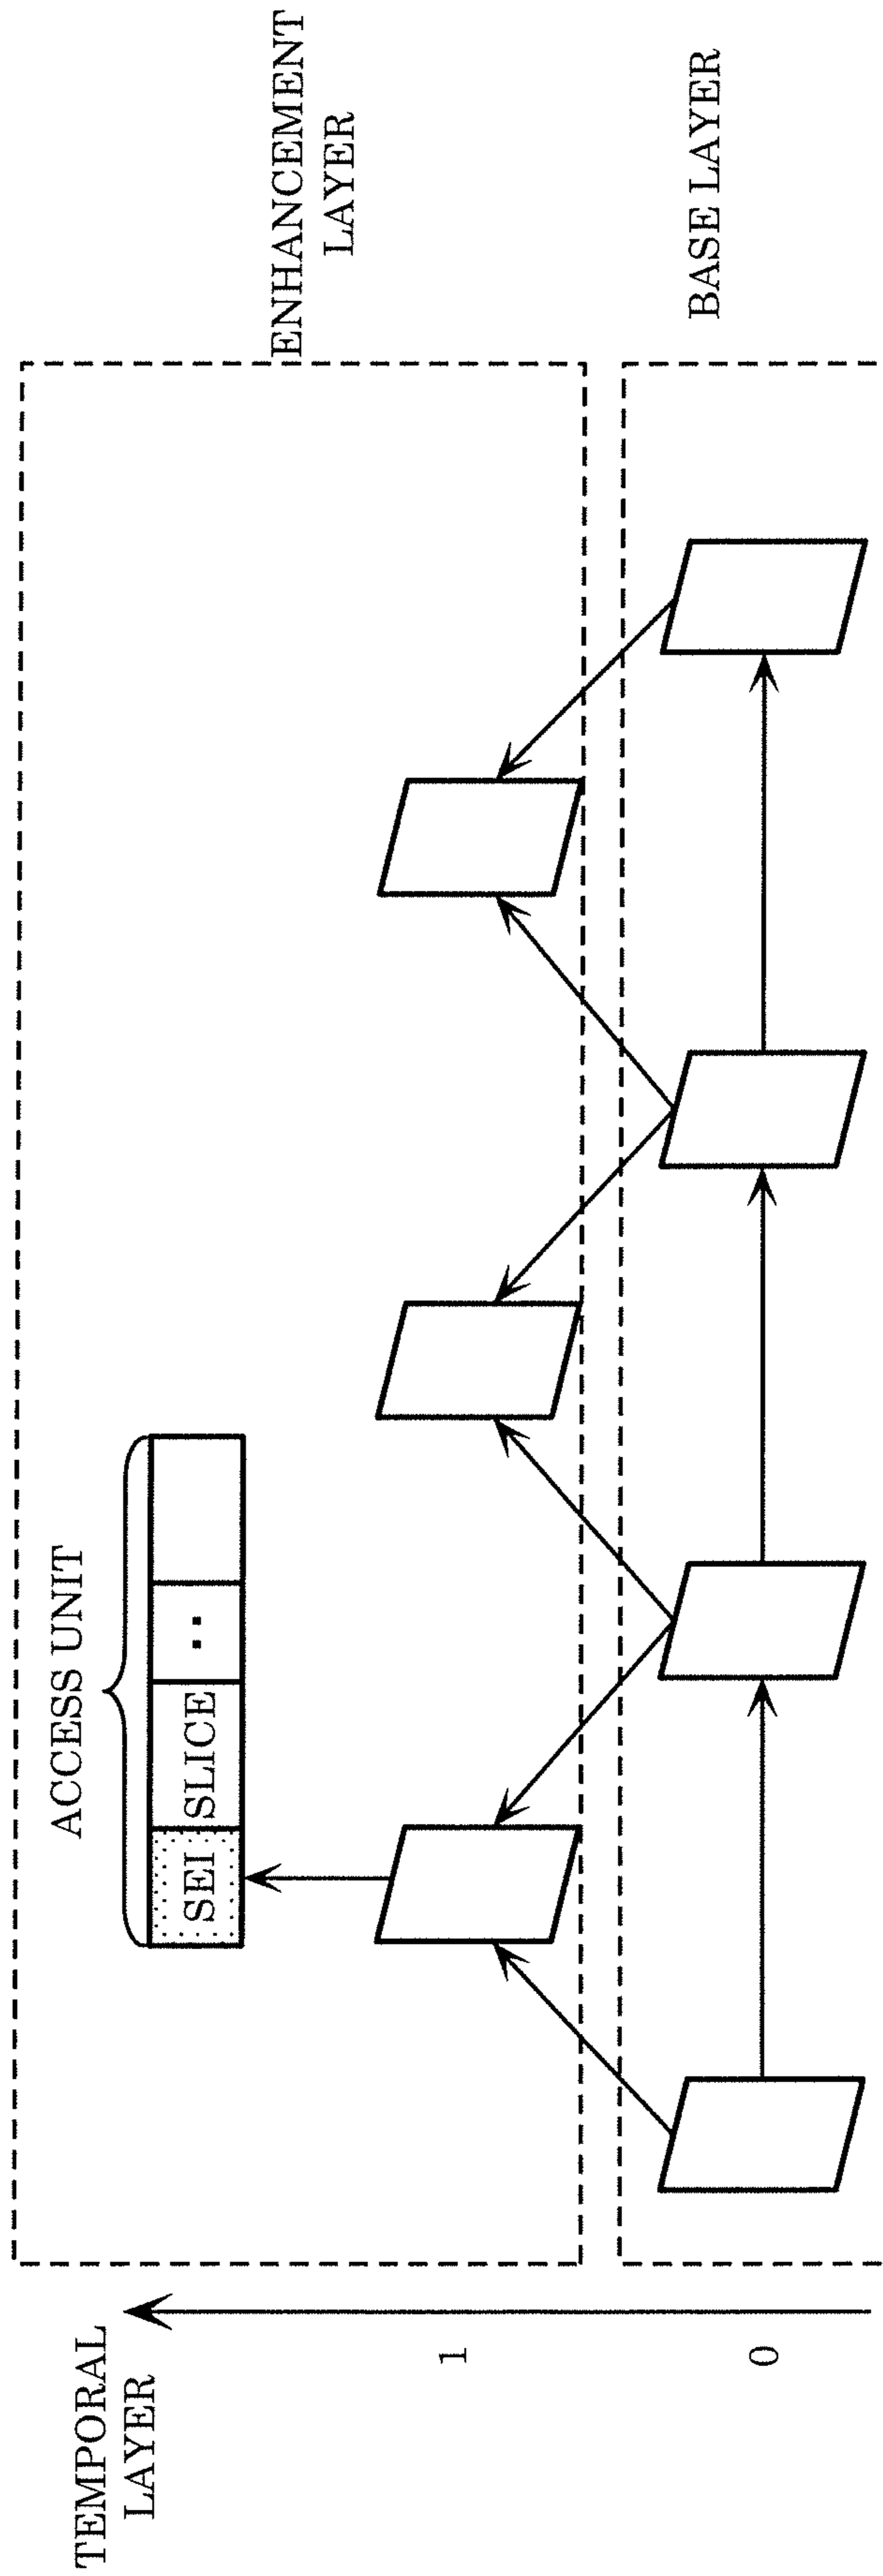 TEMPORAL
LAYER
1
0
ACCESS UNIT
SEI
SLICE
..
ENHANCEMENT
LAYER
BASE LAYER